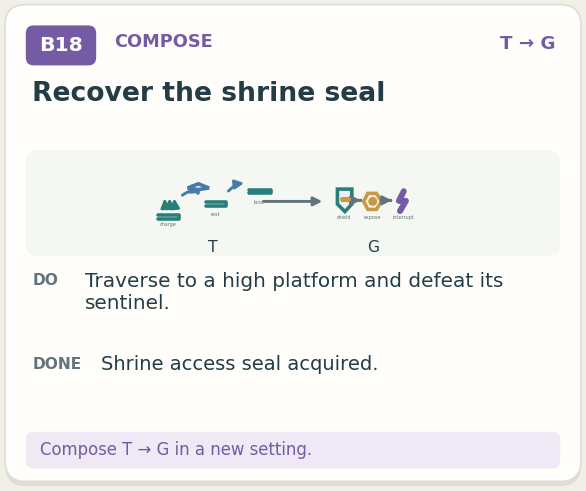 B18 COMPOSE T → G
Recover the shrine seal
charge rest land shield expose interrupt
T G
DO Traverse to a high platform and defeat its
sentinel.
DONE Shrine access seal acquired.
Compose T → G in a new setting.